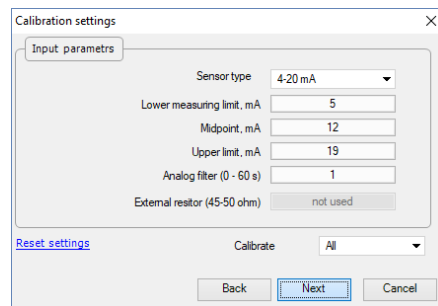 Calibration settings
Input parametrs
Sensor type 4-20 mA
Lower measuring limit, mA 5
Midpoint, mA 12
Upper limit, mA 19
Analog filter (0 - 60 s) 1
External resitor (45-50 ohm) not used
Reset settings Calibrate All
Back Next Cancel